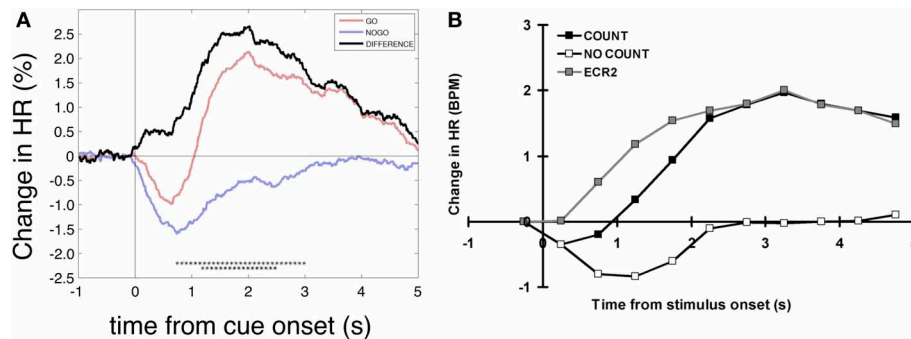 A
Change in HR (%)
2.5
2.0
1.5
1.0
0.5
0
-0.5
-1.0
-1.5
-2.0
2.5
GO
NOGO
DIFFERENCE
**************************
****************
-1 0 1 2 3 4 5
time from cue onset (s)
B
Change in HR (BPM)
3
2
1
0
-1
COUNT
NO COUNT
ECR2
-1 0 1 2 3 4 5
Time from stimulus onset (s)